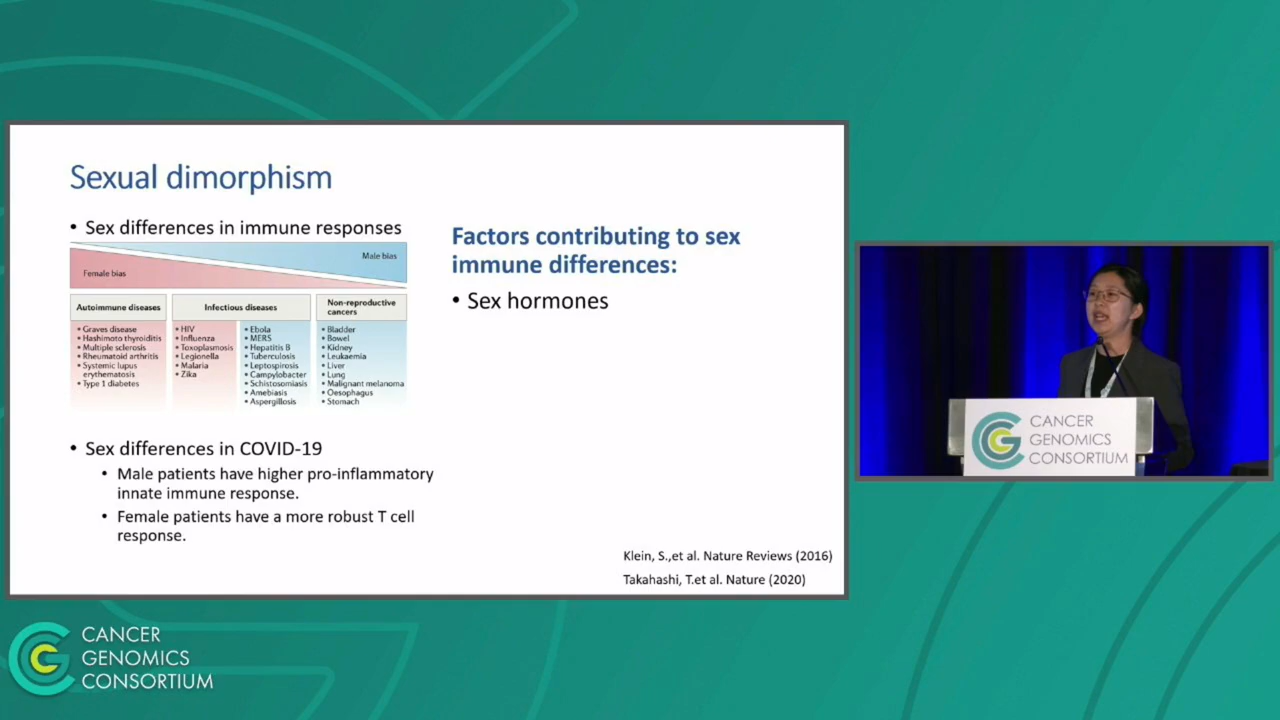 Sexual dimorphism
• Sex differences in immune responses
Male bias
Female bias
Autoimmune diseases
• Graves disease
• Hashimoto thyroiditis
• Multiple sclerosis
• Rheumatoid arthritis
• Systemic lupus
erythematosis
• Type 1 diabetes
Infectious diseases
• HIV
• Influenza
• Toxoplasmosis
• Legionella
• Malaria
• Zika
• Ebola
• MERS
• Hepatitis B
• Tuberculosis
• Leptospirosis
• Campylobacter
• Schistosomiasis
• Amebiasis
• Aspergillosis
Non-reproductive
cancers
• Bladder
• Bowel
• Kidney
• Leukaemia
• Liver
• Lung
• Malignant melanoma
• Oesophagus
• Stomach
• Sex differences in COVID-19
• Male patients have higher pro-inflammatory
innate immune response.
• Female patients have a more robust T cell
response.
Factors contributing to sex
immune differences:
• Sex hormones
Klein, S.,et al. Nature Reviews (2016)
Takahashi, T.et al. Nature (2020)
CANCER
GENOMICS
CONSORTIUM
CANCER
GENOMICS
CONSORTIUM